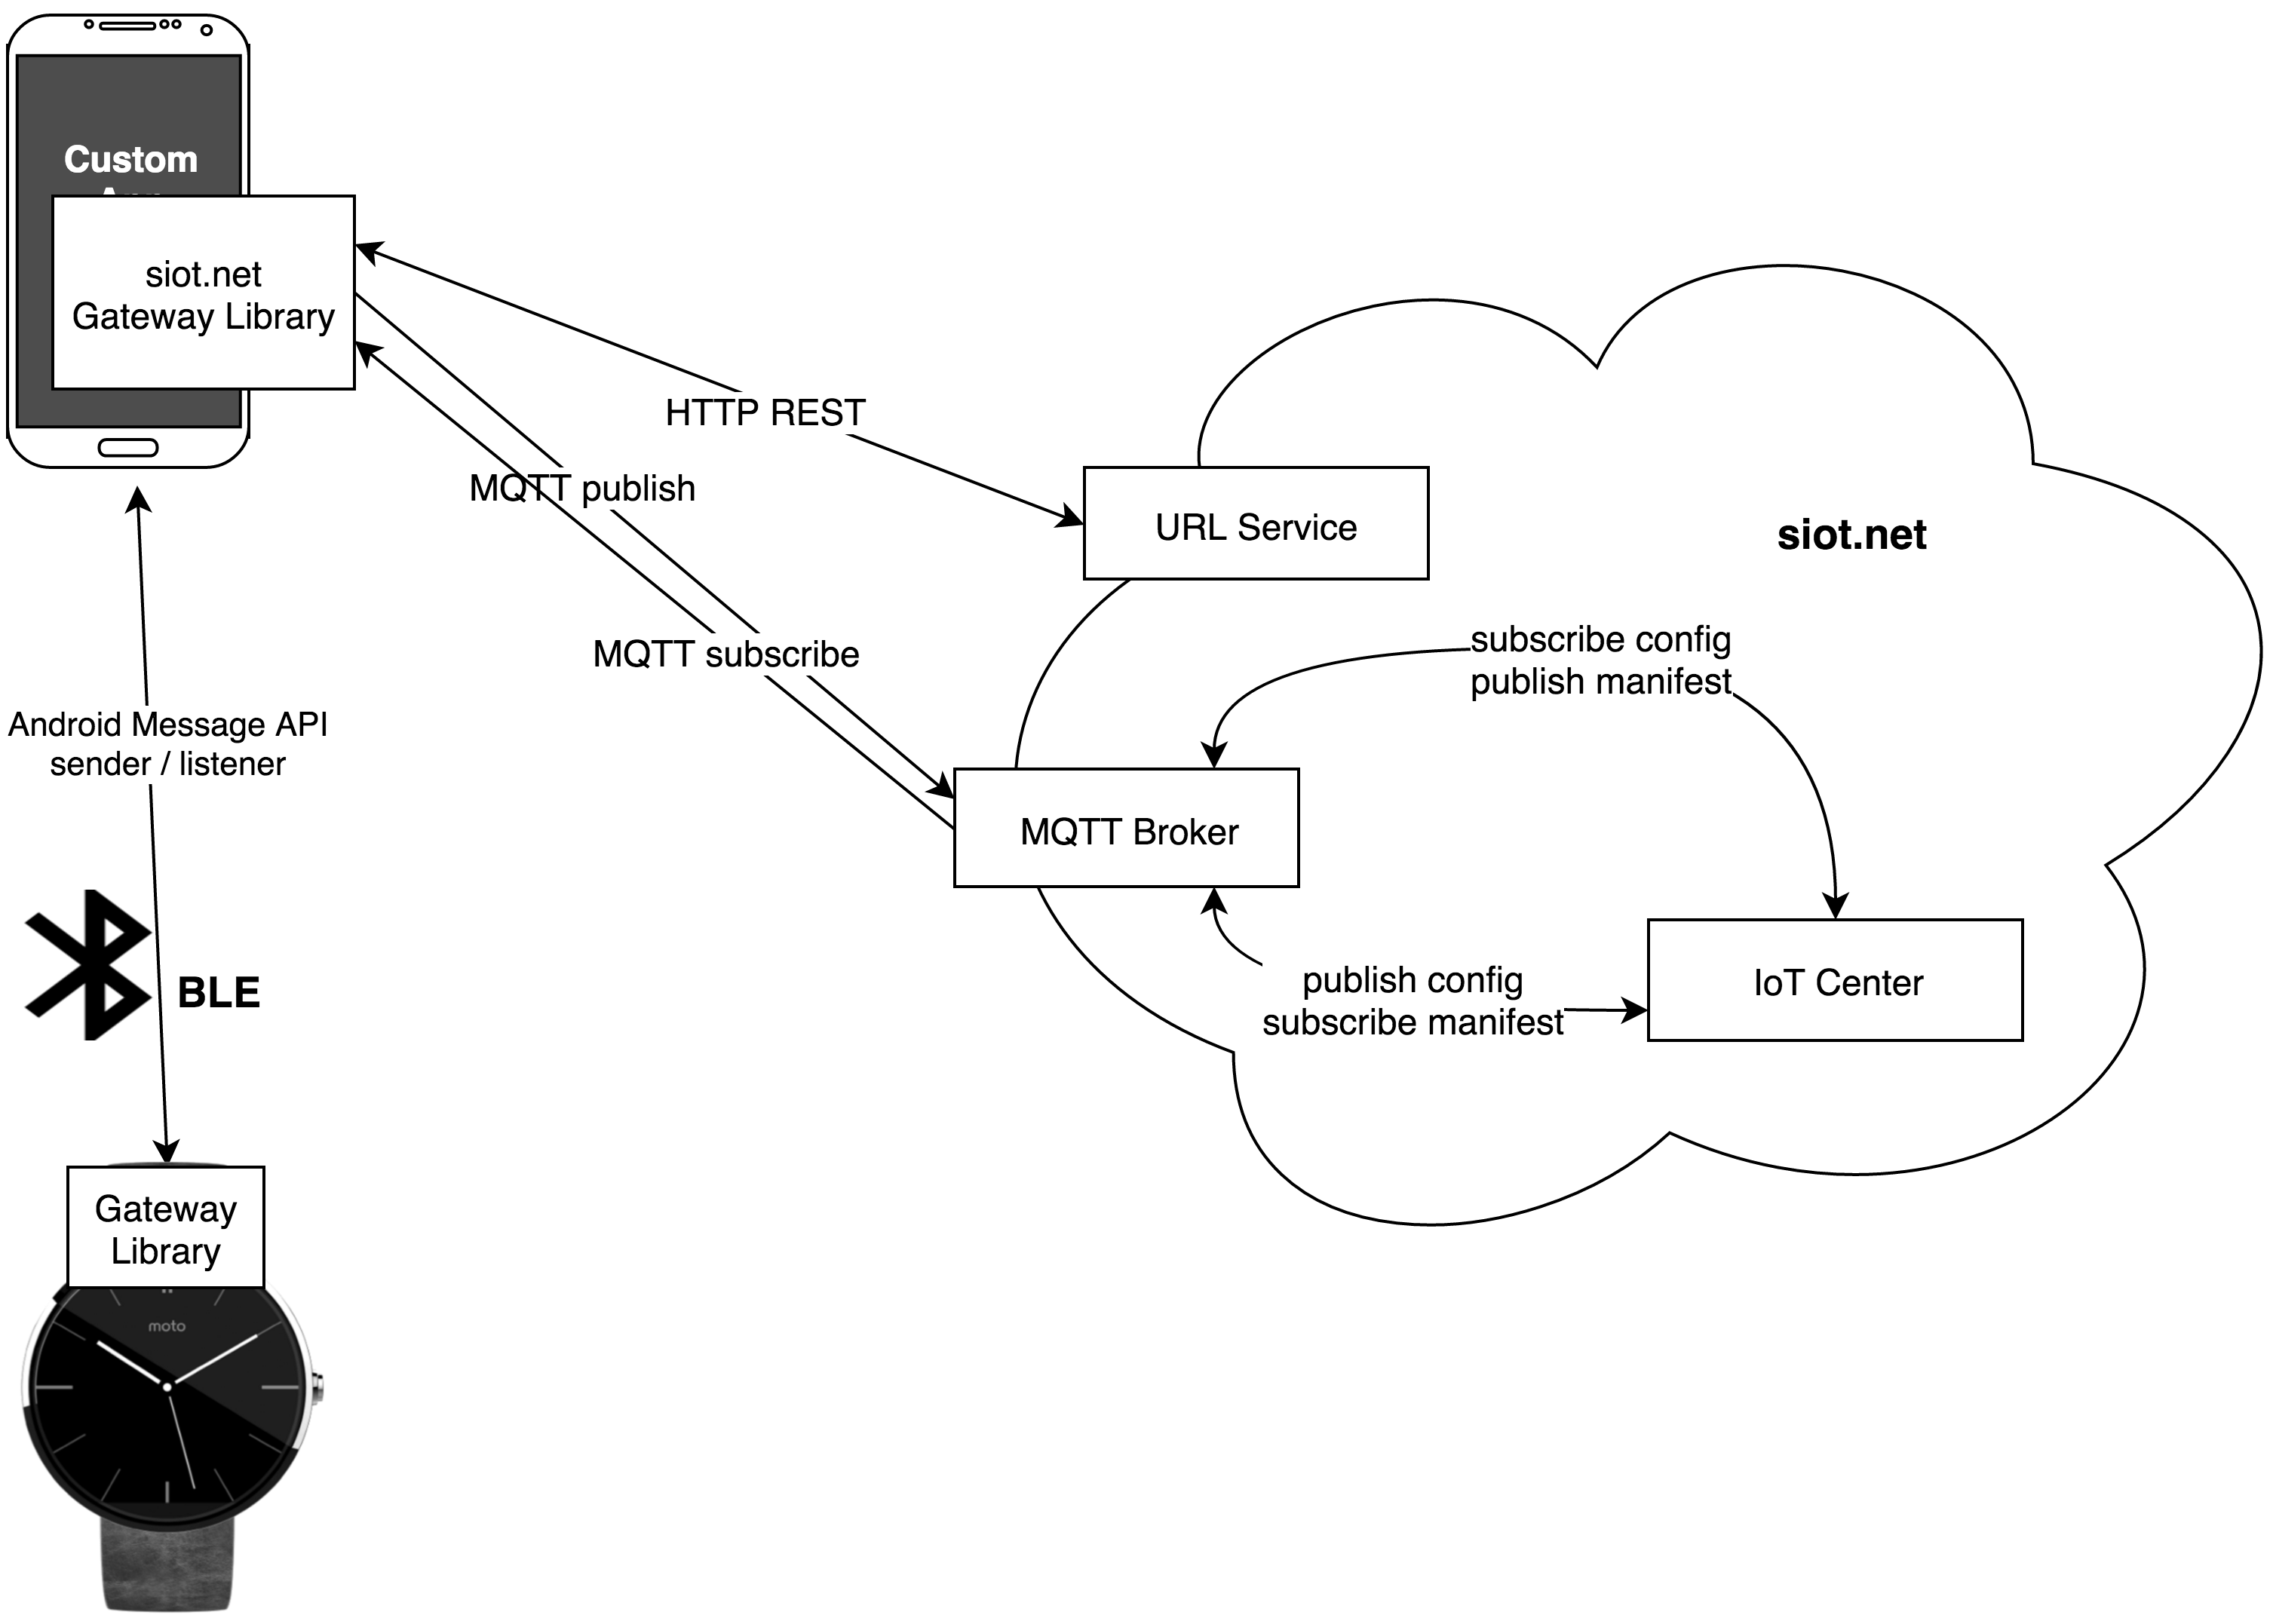 Custom
siot.net
Gateway Library
HTTP REST
MQTT publish
URL Service
siot.net
MQTT subscribe
subscribe config
publish manifest
Android Message API
sender / listener
MQTT Broker
publish config
subscribe manifest
IoT Center
BLE
Gateway
Library
moto